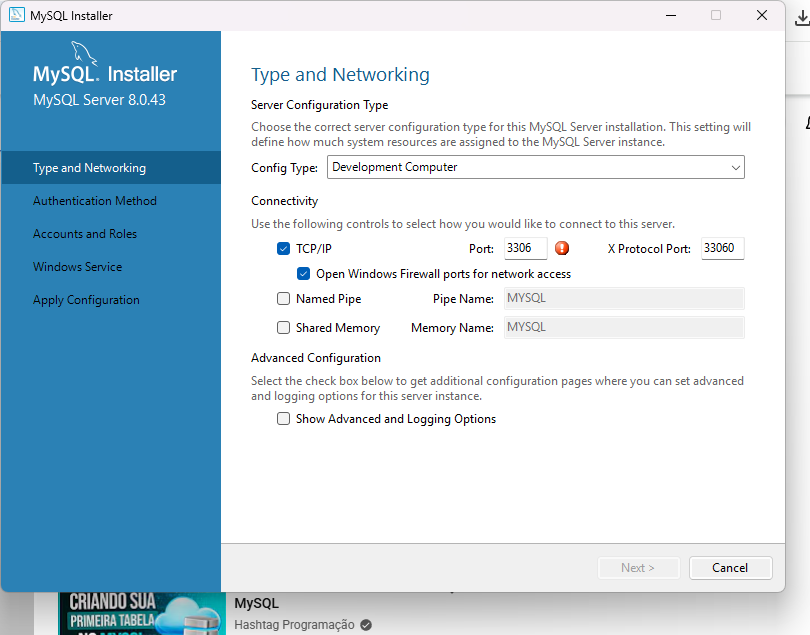 MySQL Installer
MySQL® Installer
MySQL Server 8.0.43
Type and Networking
Authentication Method
Accounts and Roles
Windows Service
Apply Configuration
Type and Networking
Server Configuration Type
Choose the correct server configuration type for this MySQL Server installation. This setting will
define how much system resources are assigned to the MySQL Server instance.
Config Type: Development Computer
Connectivity
Use the following controls to select how you would like to connect to this server.
TCP/IP Port: 3306 X Protocol Port: 33060
Open Windows Firewall ports for network access
Named Pipe Pipe Name: MYSQL
Shared Memory Memory Name: MYSQL
Advanced Configuration
Select the check box below to get additional configuration pages where you can set advanced
and logging options for this server instance.
Show Advanced and Logging Options
Next > Cancel
CRIANDO SUA
PRIMEIRA TABELA
MySQL
Hashtag Programação